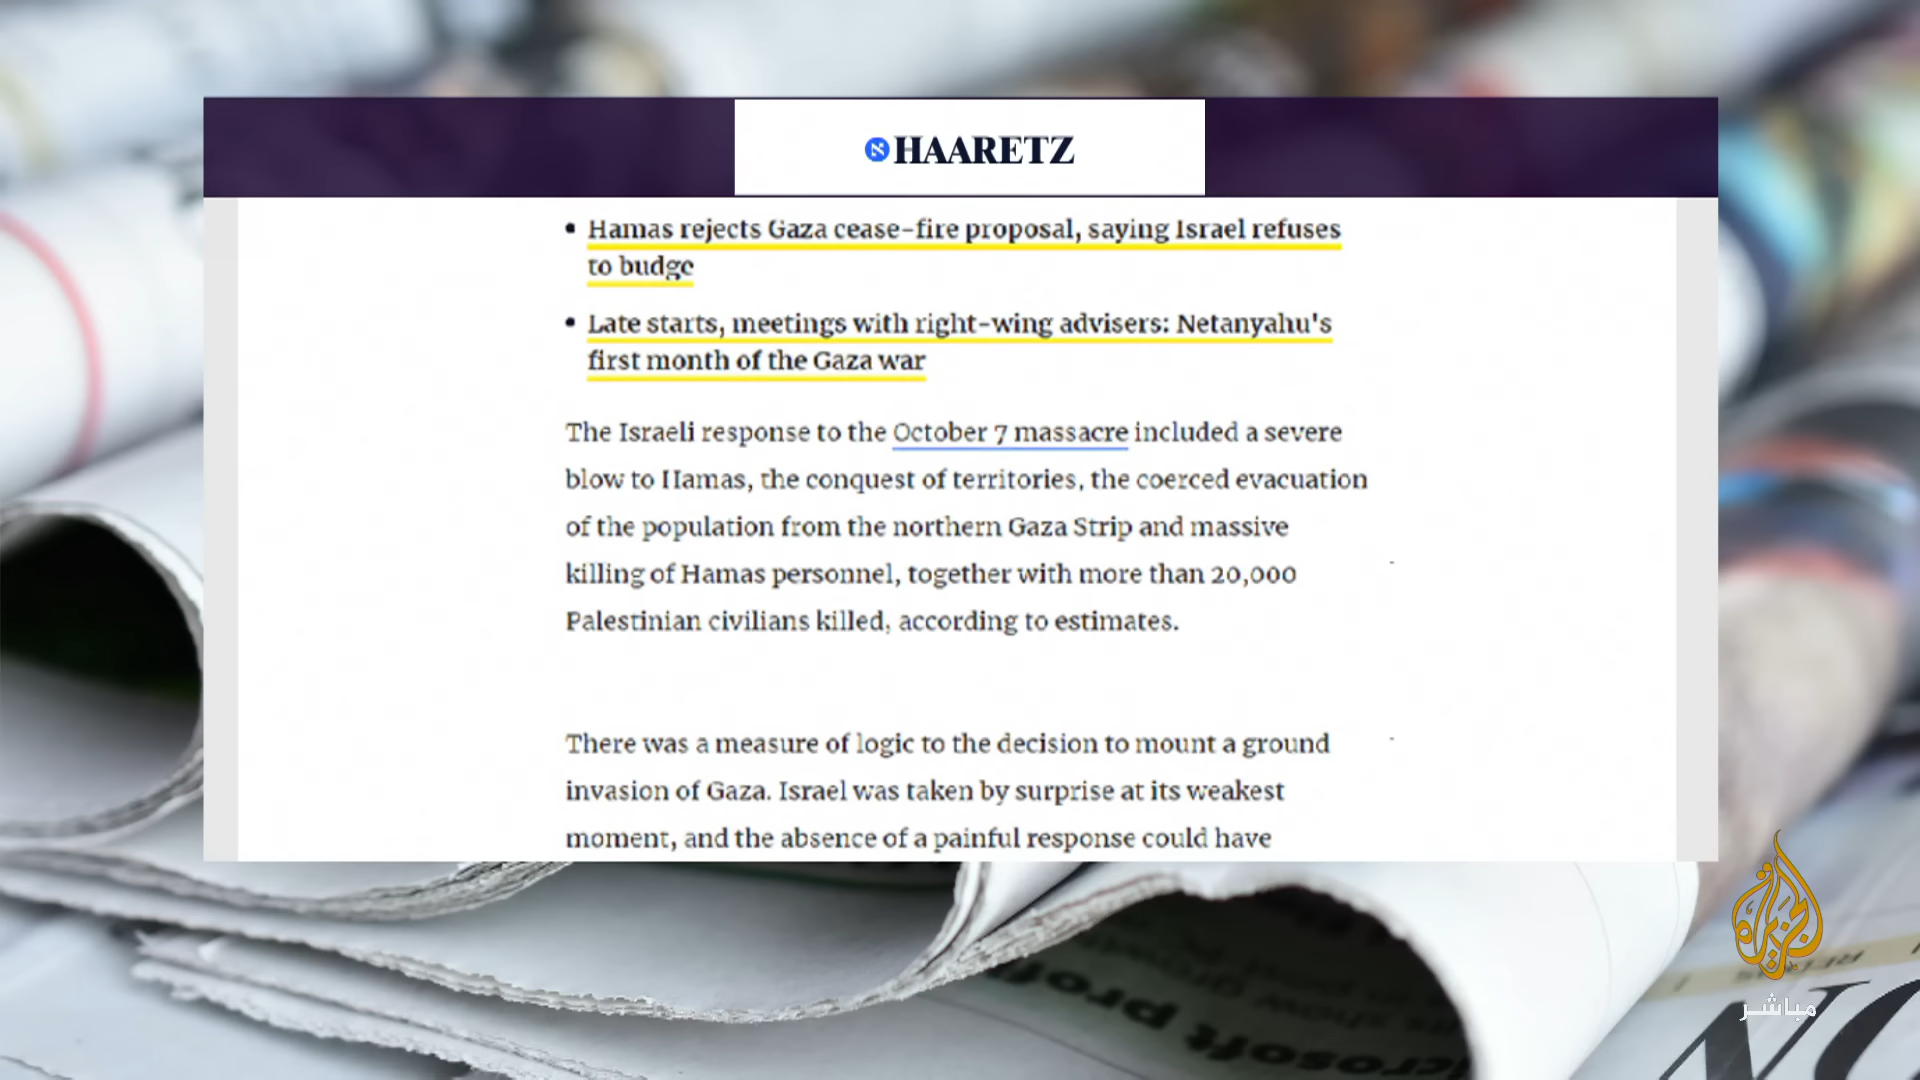 HAARETZ
• Hamas rejects Gaza cease-fire proposal, saying Israel refuses
to budge
• Late starts, meetings with right-wing advisers: Netanyahu's
first month of the Gaza war
The Israeli response to the October 7 massacre included a severe
blow to Hamas, the conquest of territories, the coerced evacuation
of the population from the northern Gaza Strip and massive
killing of Hamas personnel, together with more than 20,000
Palestinian civilians killed, according to estimates.
There was a measure of logic to the decision to mount a ground
invasion of Gaza. Israel was taken by surprise at its weakest
moment, and the absence of a painful response could have
الجزيرة
مباشر